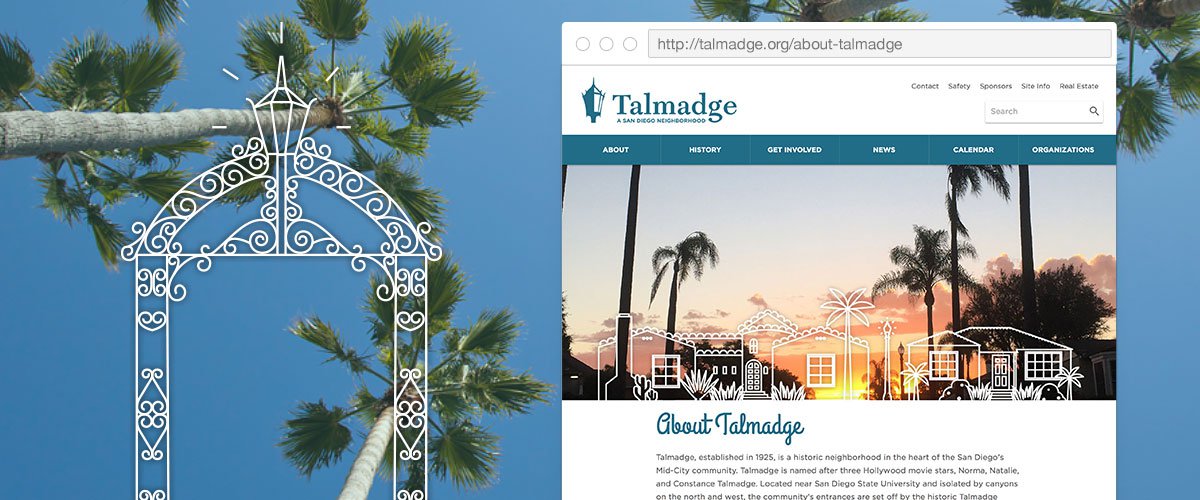 http://talmadge.org/about-talmadge
Contact Safety Sponsors Site Info Real Estate
Talmadge
A SAN DIEGO NEIGHBORHOOD
Search
ABOUT HISTORY GET INVOLVED NEWS CALENDAR ORGANIZATIONS
About Talmadge
Talmadge, established in 1925, is a historic neighborhood in the heart of the San Diego's
Mid-City community. Talmadge is named after three Hollywood movie stars, Norma, Natalie,
and Constance Talmadge. Located near San Diego State University and isolated by canyons
on the north and west, the community's entrances are set off by the historic Talmadge